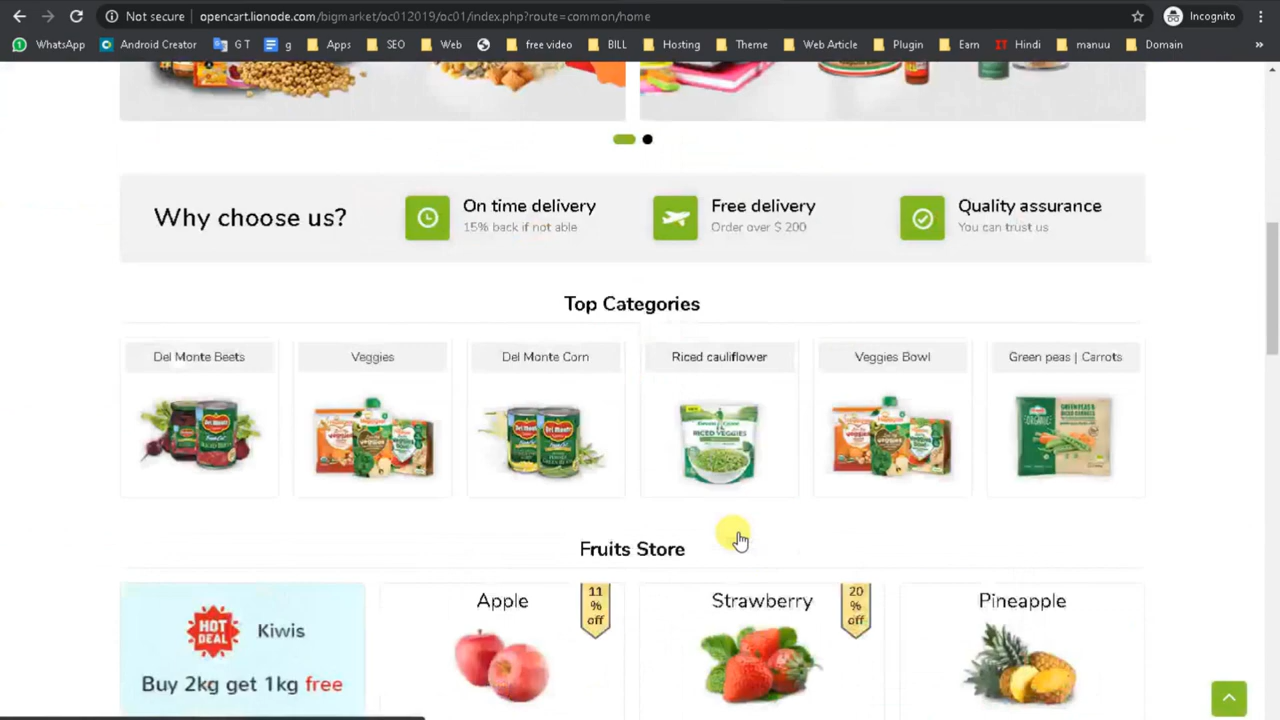 Not secure
opencart.lionode.com/bigmarket/oc012019/oc01/index.php?route=common/home
Incognito
WhatsApp
Android Creator
G T
g
Apps
SEO
Web
free video
BILL
Hosting
Theme
Web Article
Plugin
Earn
Hindi
manuu
Domain
»
Why choose us?
On time delivery
15% back if not able
Free delivery
Order over $ 200
Quality assurance
You can trust us
Top Categories
Del Monte Beets
Veggies
Del Monte Corn
Riced cauliflower
Veggies Bowl
Green peas | Carrots
RICED VEGGIES
Fruits Store
HOT
DEAL
Kiwis
Buy 2kg get 1kg free
Apple
11
%
off
Strawberry
20
%
off
Pineapple